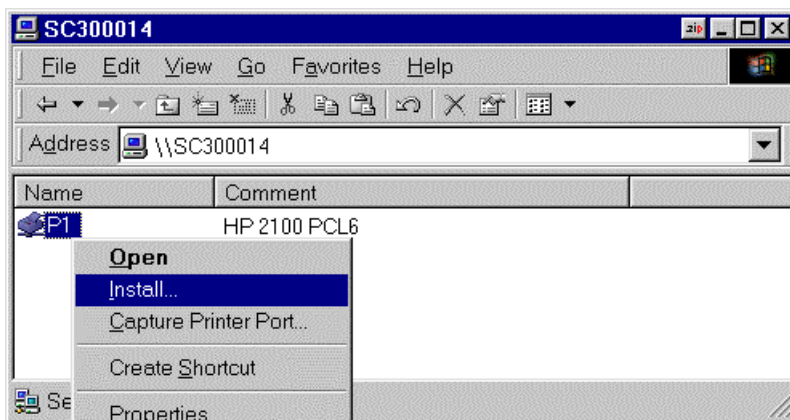 SC300014
zip
File Edit View Go Favorites Help
Address \\SC300014
Name Comment
P1 HP 2100 PCL6
Open
Install...
Capture Printer Port...
Create Shortcut
Se
Properties